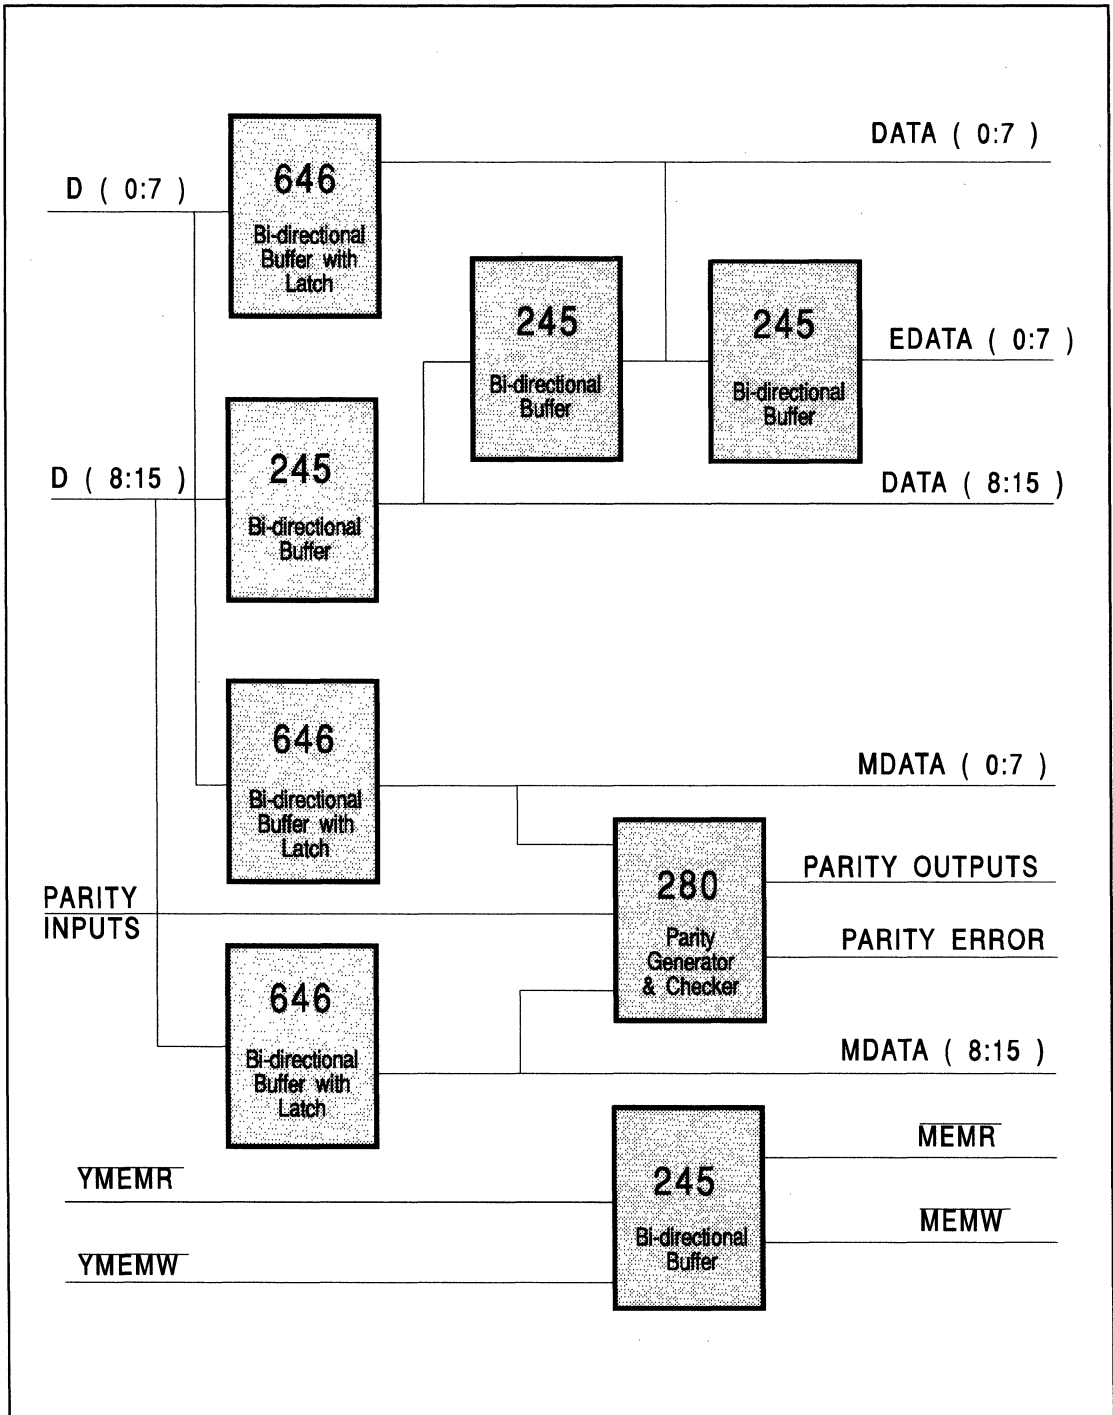 DATA ( 0:7 )
646
D ( 0:7 )
Bi-directional
Buffer with
Latch
245
Bi-directional
Buffer
245
Bi-directional
Buffer
EDATA ( 0:7 )
D ( 8:15 )
245
Bi-directional
Buffer
DATA ( 8:15 )
646
Bi-directional
Buffer with
Latch
MDATA ( 0:7 )
PARITY
INPUTS
280
Parity
Generator
& Checker
PARITY OUTPUTS
PARITY ERROR
646
Bi-directional
Buffer with
Latch
MDATA ( 8:15 )
YMEMR
YMEMW
245
Bi-directional
Buffer
MEMR
MEMW